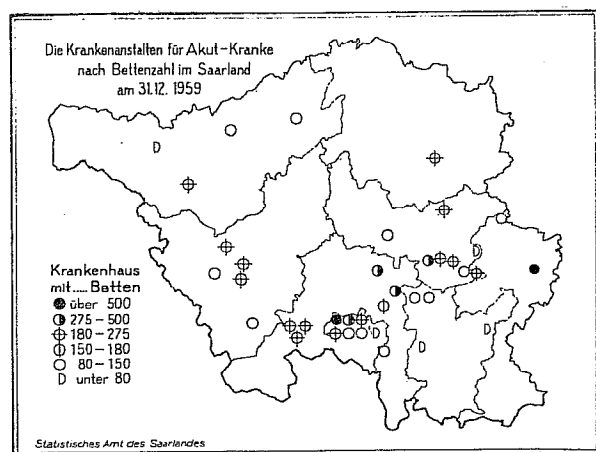 Die Krankenanstalten für Akut-Kranke
nach Bettenzahl im Saarland
am 31.12. 1959
Krankenhaus
mit..... Betten
über 500
275-500
180-275
150-180
80-150
unter 80
Statistisches Amt des Saarlandes